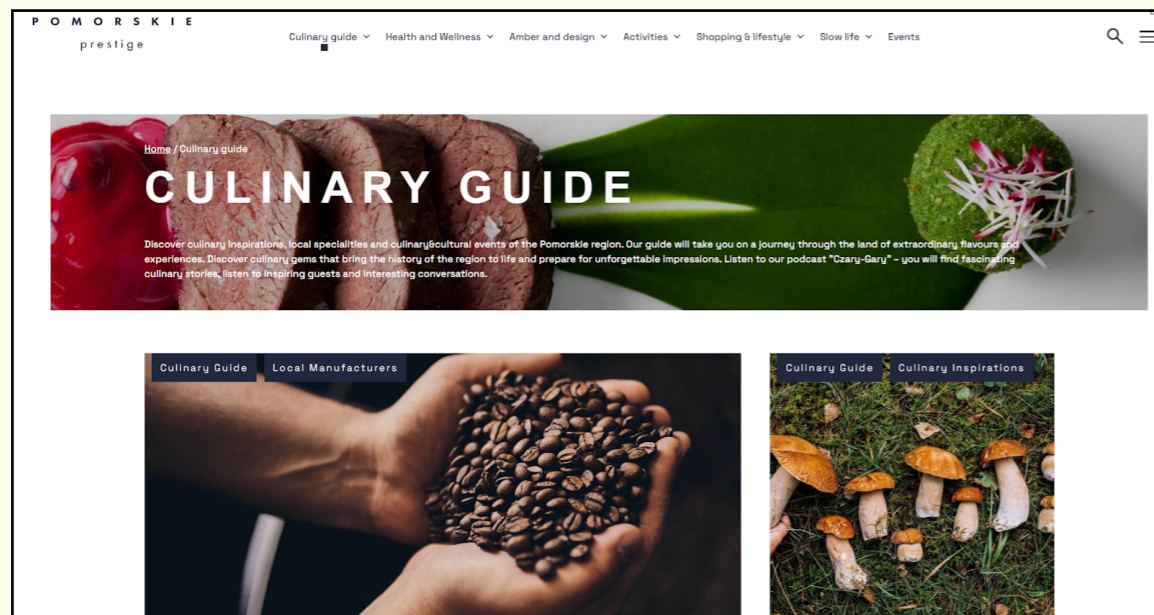 POMORSKIE
prestige
Culinary guide
Health and Wellness
Amber and design
Activities
Shopping & lifestyle
Slow life
Events
Home / Culinary guide
CULINARY GUIDE
Discover culinary inspirations, local specialities and culinary&cultural events of the Pomorskie region. Our guide will take you on a journey through the land of extraordinary flavours and
experiences. Discover culinary gems that bring the history of the region to life and prepare for unforgettable impressions. Listen to our podcast "Czary-Gary" – you will find fascinating
culinary stories, listen to inspiring guests and interesting conversations.
Culinary Guide
Local Manufacturers
Culinary Guide
Culinary Inspirations